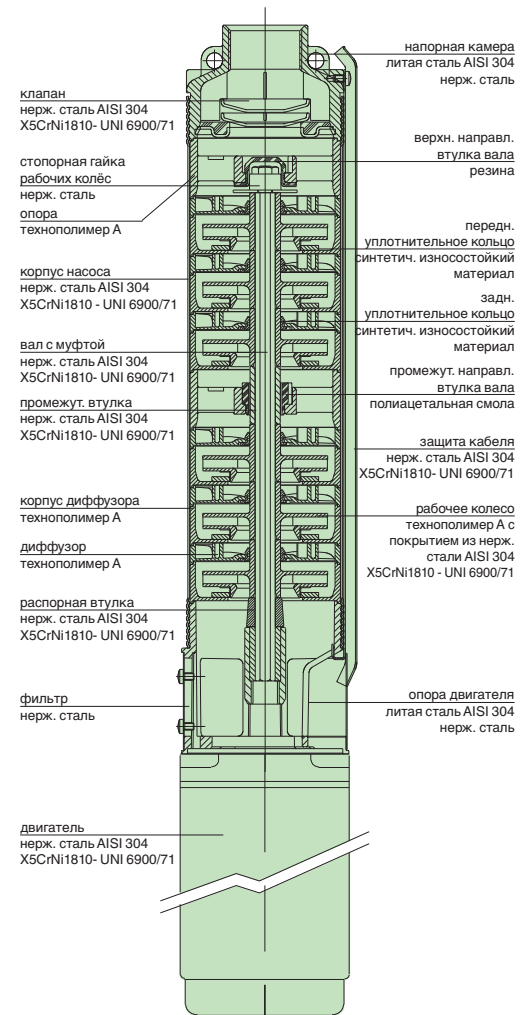 клапан
нерж. сталь AISI 304
X5CrNi1810- UNI 6900/71
стопорная гайка
рабочих колёс
нерж. сталь
опора
технополимер А
корпус насоса
нерж. сталь AISI 304
X5CrNi1810 - UNI 6900/71
вал с муфтой
нерж. сталь AISI 304
X5CrNi1810- UNI 6900/71
промежут. втулка
нерж. сталь AISI 304
X5CrNi1810- UNI 6900/71
корпус диффузора
технополимер А
диффузор
технополимер А
распорная втулка
нерж. сталь AISI 304
X5CrNi1810- UNI 6900/71
фильтр
нерж. сталь
двигатель
нерж. сталь AISI 304
X5CrNi1810- UNI 6900/71
напорная камера
литая сталь AISI 304
нерж. сталь
верхн. направл.
втулка вала
резина
передн.
уплотнительное кольцо
синтетич. износостойкий
материал
задн.
уплотнительное кольцо
синтетич. износостойкий
материал
промежут. направл.
втулка вала
полиацетальная смола
защита кабеля
нерж. сталь AISI 304
X5CrNi1810- UNI 6900/71
рабочее колесо
технополимер А с
покрытием из нерж.
стали AISI 304
X5CrNi1810 - UNI 6900/71
опора двигателя
литая сталь AISI 304
нерж. сталь